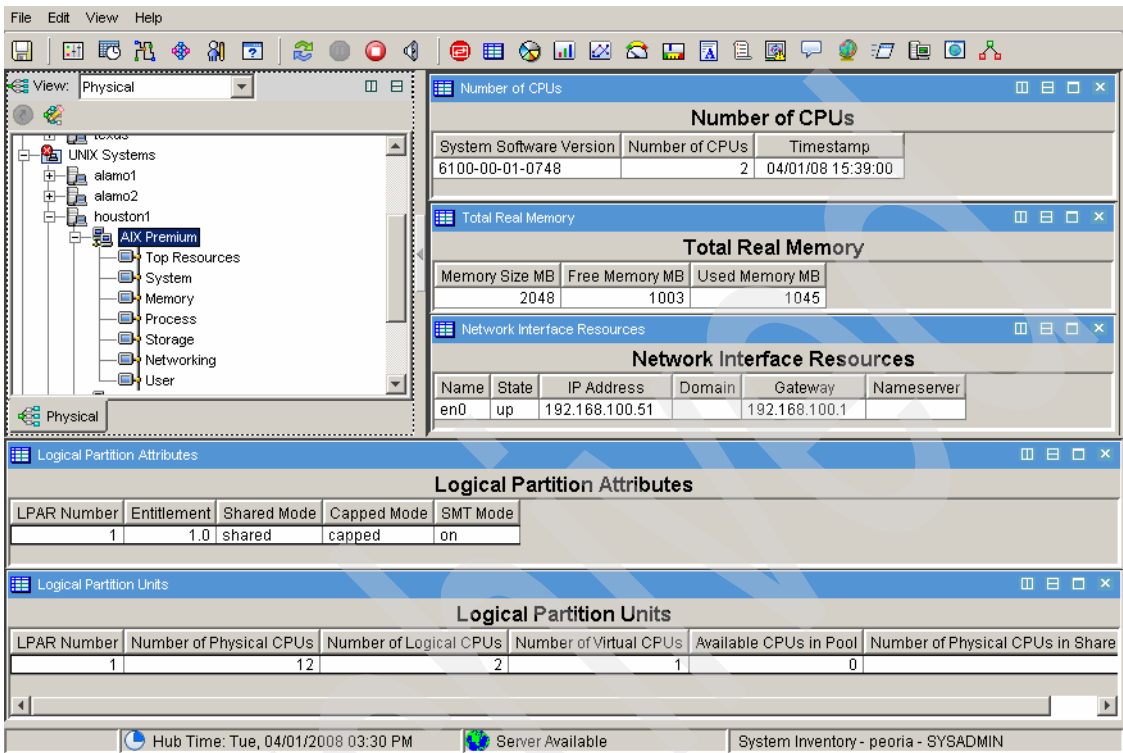 File Edit View Help
View: Physical
texas
UNIX Systems
alamo1
alamo2
houston1
AIX Premium
Top Resources
System
Memory
Process
Storage
Networking
User
Physical
Number of CPUs
Number of CPUs
System Software Version Number of CPUs Timestamp
6100-00-01-0748 2 04/01/08 15:39:00
Total Real Memory
Total Real Memory
Memory Size MB Free Memory MB Used Memory MB
2048 1003 1045
Network Interface Resources
Network Interface Resources
Name State IP Address Domain Gateway Nameserver
en0 up 192.168.100.51 192.168.100.1
Logical Partition Attributes
Logical Partition Attributes
LPAR Number Entitlement Shared Mode Capped Mode SMT Mode
1 1.0 shared capped on
Logical Partition Units
Logical Partition Units
LPAR Number Number of Physical CPUs Number of Logical CPUs Number of Virtual CPUs Available CPUs in Pool Number of Physical CPUs in Share
1 12 2 1 0
Hub Time: Tue, 04/01/2008 03:30 PM Server Available System Inventory - peoria - SYSADMIN